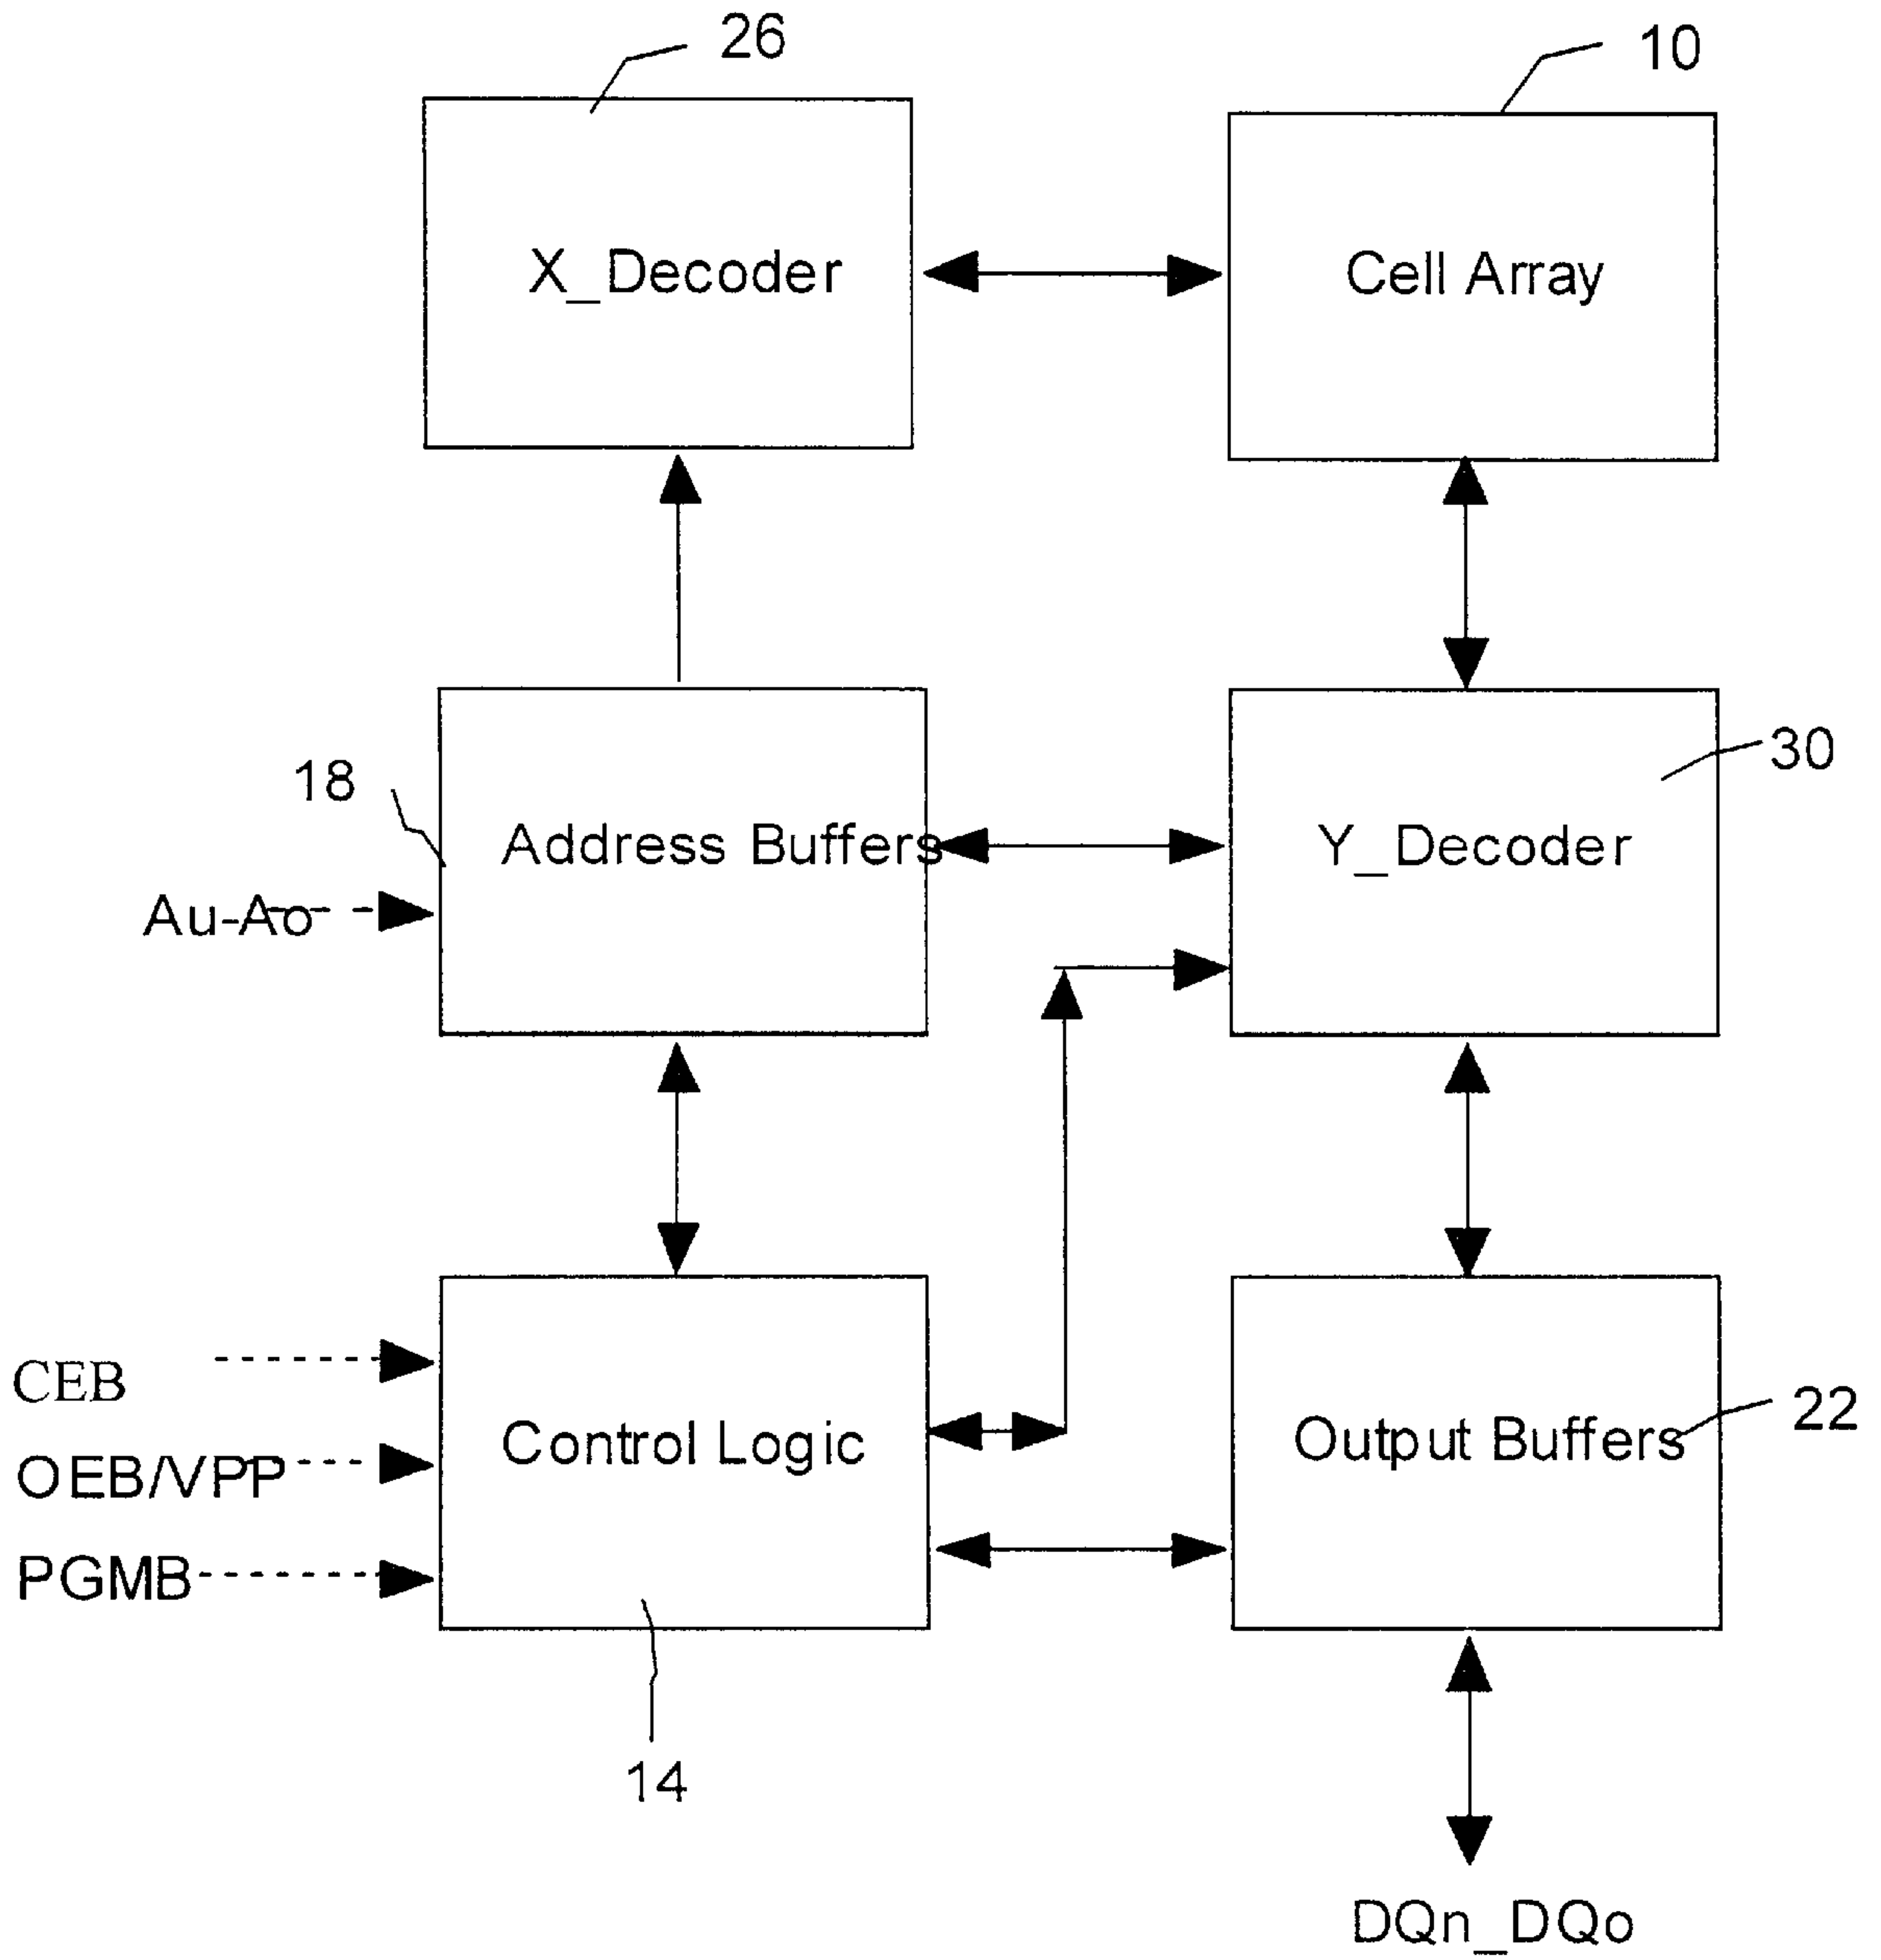 26
10
X_Decoder
Cell Array
18
30
Address Buffers
Y_Decoder
Au-Ao
CEB
Control Logic
Output Buffers
22
OEB/VPP
PGMB
14
DQn_DQo